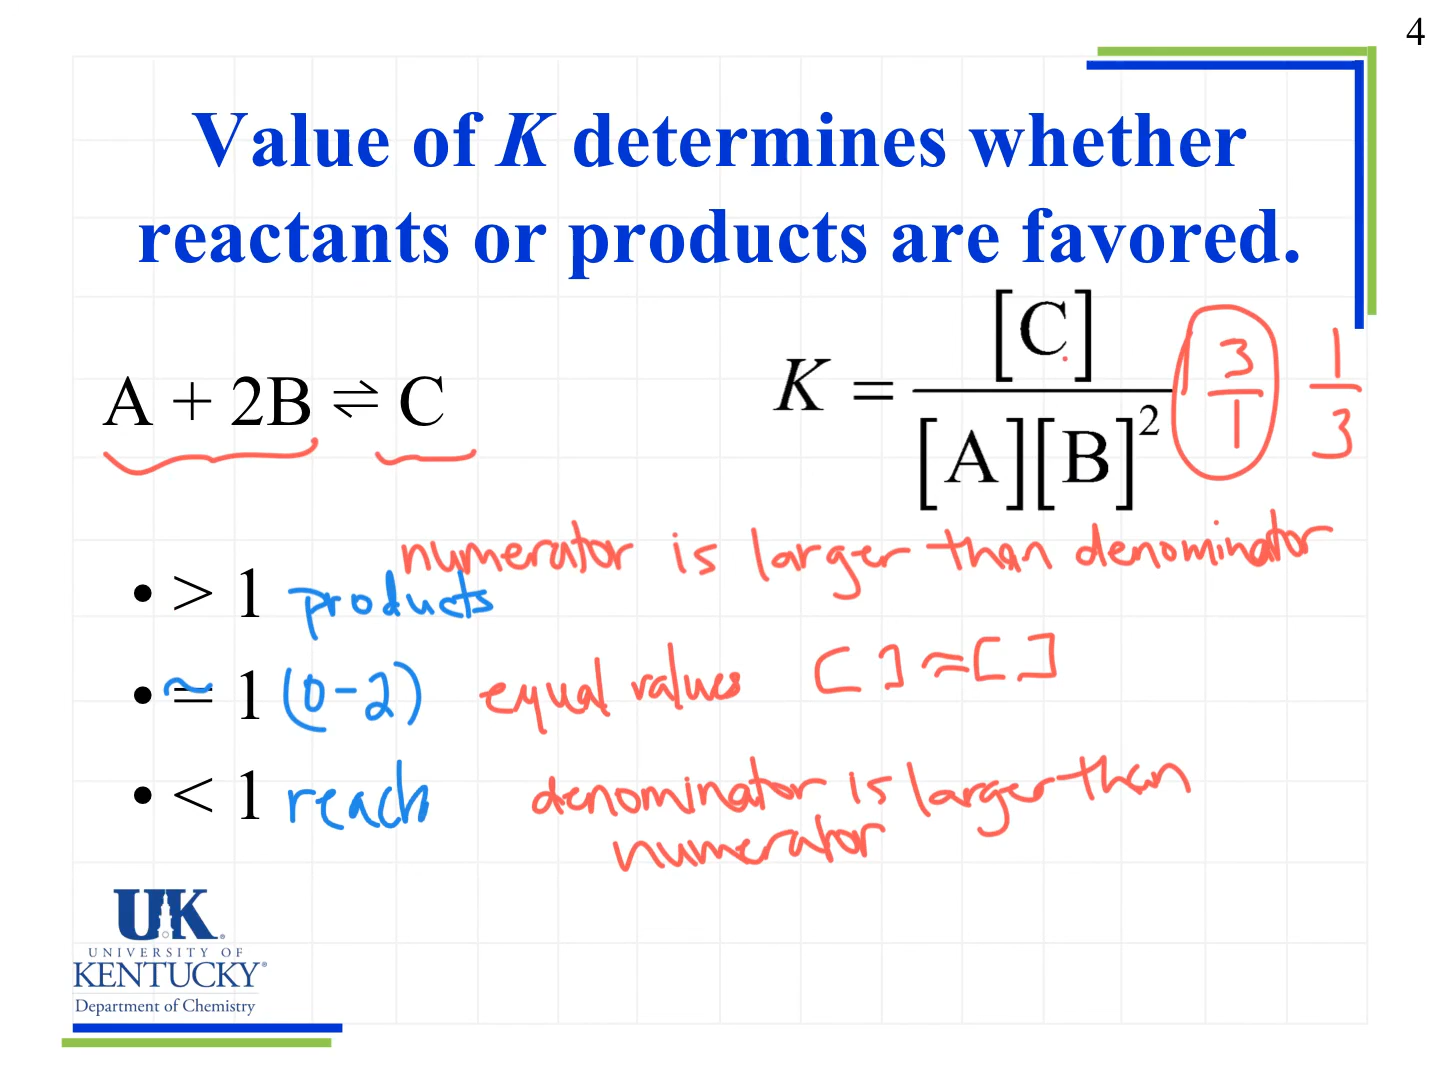 4
Value of K determines whether
reactants or products are favored.
A + 2B ⇌ C
K = [C] / [A][B]² 3/1 1/3
numerator is larger than denominator
• > 1 products
• ≃ 1 (0-2) equal values [ ] ≈ [ ]
• < 1 denominator is larger than
numerator
UK
UNIVERSITY OF
KENTUCKY®
Department of Chemistry